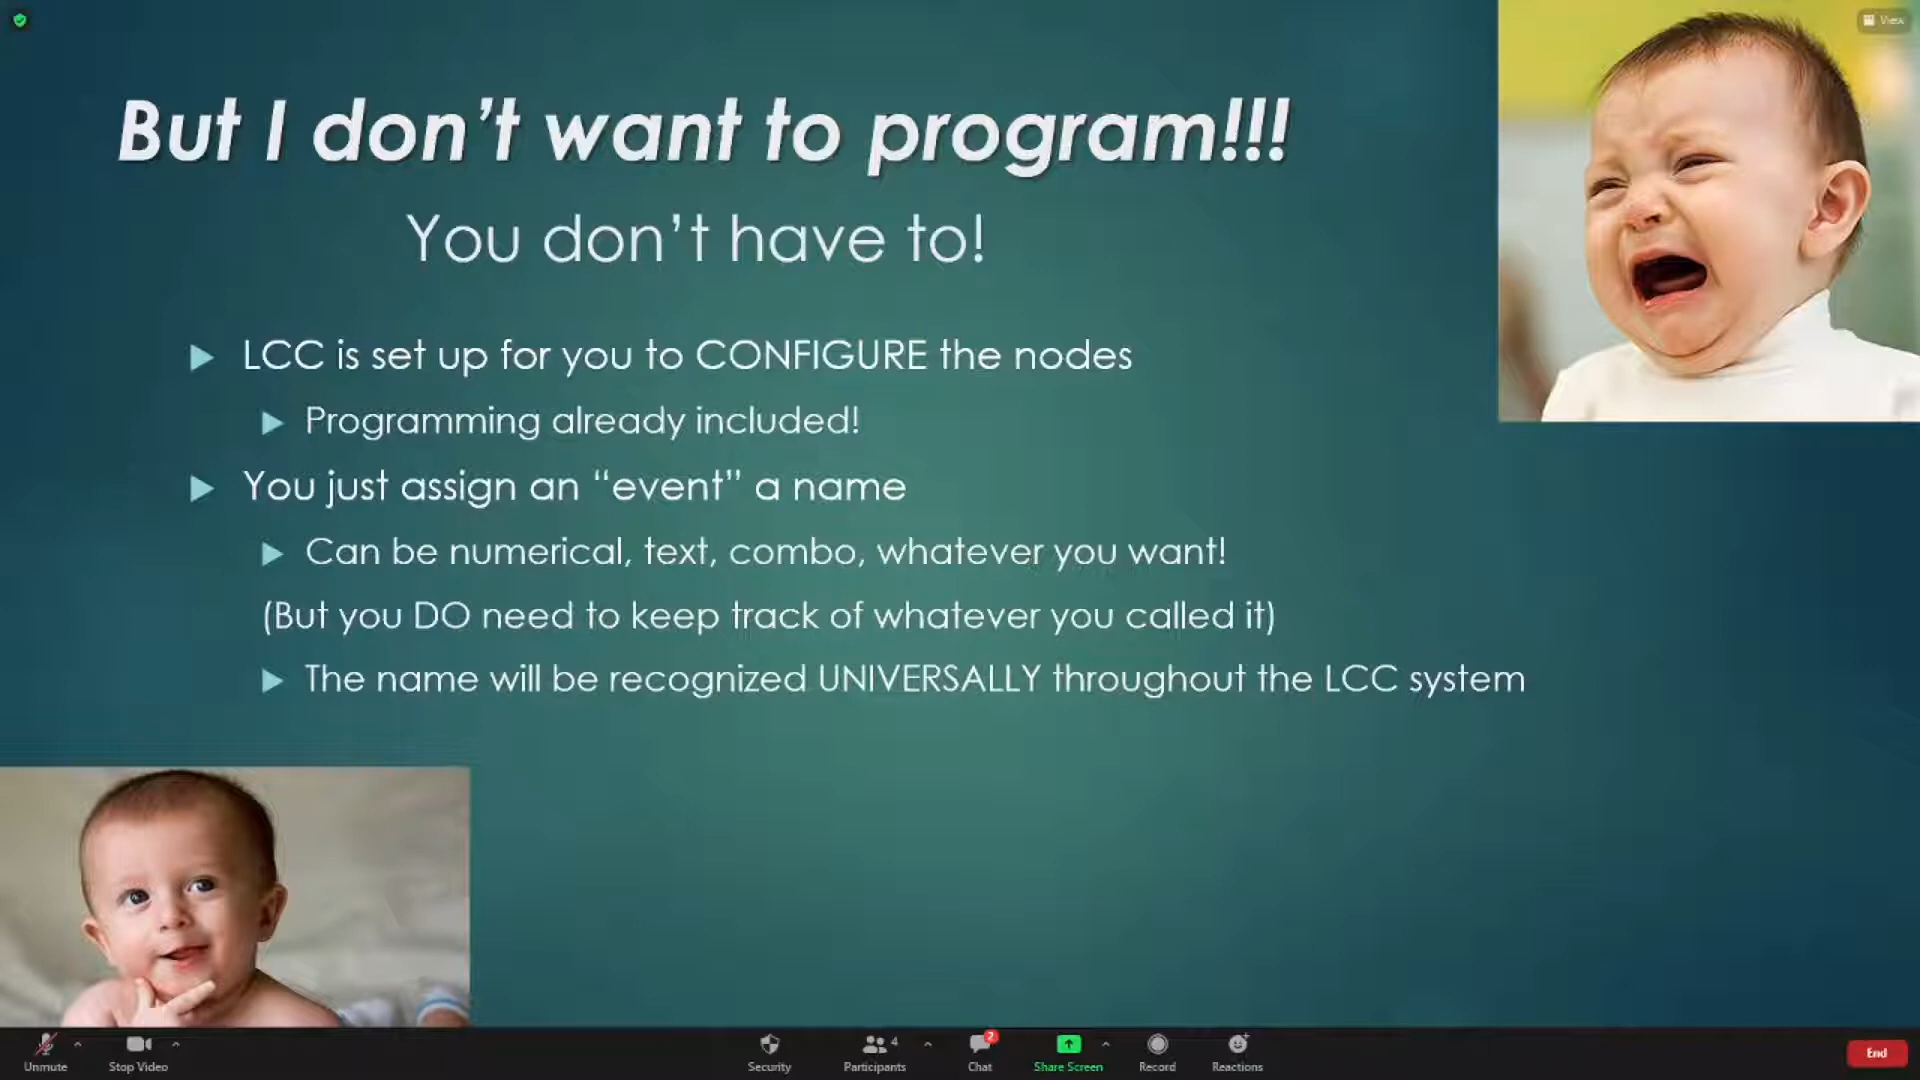 View
But I don’t want to program!!!
You don’t have to!
LCC is set up for you to CONFIGURE the nodes
Programming already included!
You just assign an “event” a name
Can be numerical, text, combo, whatever you want!
(But you DO need to keep track of whatever you called it)
The name will be recognized UNIVERSALLY throughout the LCC system
Unmute Stop Video Security Participants 4 Chat 2 Share Screen Record Reactions End